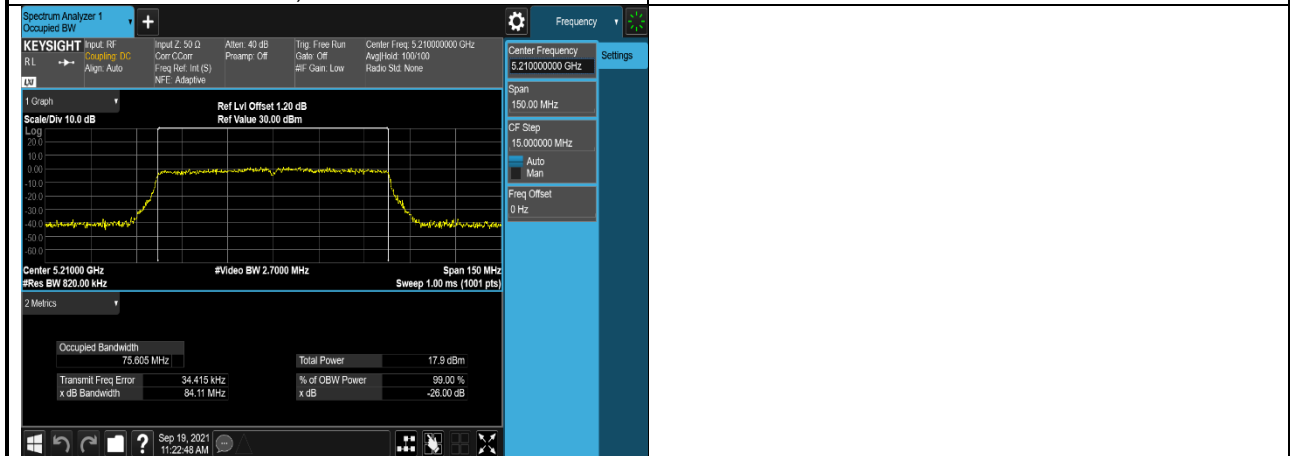 Spectrum Analyzer 1
Occupied BW
+
Frequency
KEYSIGHT
RL
LXI
Input: RF
Coupling: DC
Align: Auto
Input Z: 50 Ω
Corr CCorr
Freq Ref: Int (S)
NFE: Adaptive
Atten: 40 dB
Preamp: Off
Trig: Free Run
Gate: Off
#IF Gain: Low
Center Freq: 5.210000000 GHz
Avg|Hold: 100/100
Radio Std: None
Center Frequency
5.210000000 GHz
Settings
Span
150.00 MHz
CF Step
15.000000 MHz
Auto
Man
Freq Offset
0 Hz
1 Graph
Ref Lvl Offset 1.20 dB
Scale/Div 10.0 dB
Ref Value 30.00 dBm
Log
20.0
10.0
0.00
-10.0
-20.0
-30.0
-40.0
-50.0
-60.0
Center 5.21000 GHz
#Video BW 2.7000 MHz
Span 150 MHz
#Res BW 820.00 kHz
Sweep 1.00 ms (1001 pts)
2 Metrics
Occupied Bandwidth
75.605 MHz
Total Power 17.9 dBm
Transmit Freq Error 34.415 kHz
% of OBW Power 99.00 %
x dB Bandwidth 84.11 MHz
x dB -26.00 dB
?
Sep 19, 2021
11:22:48 AM